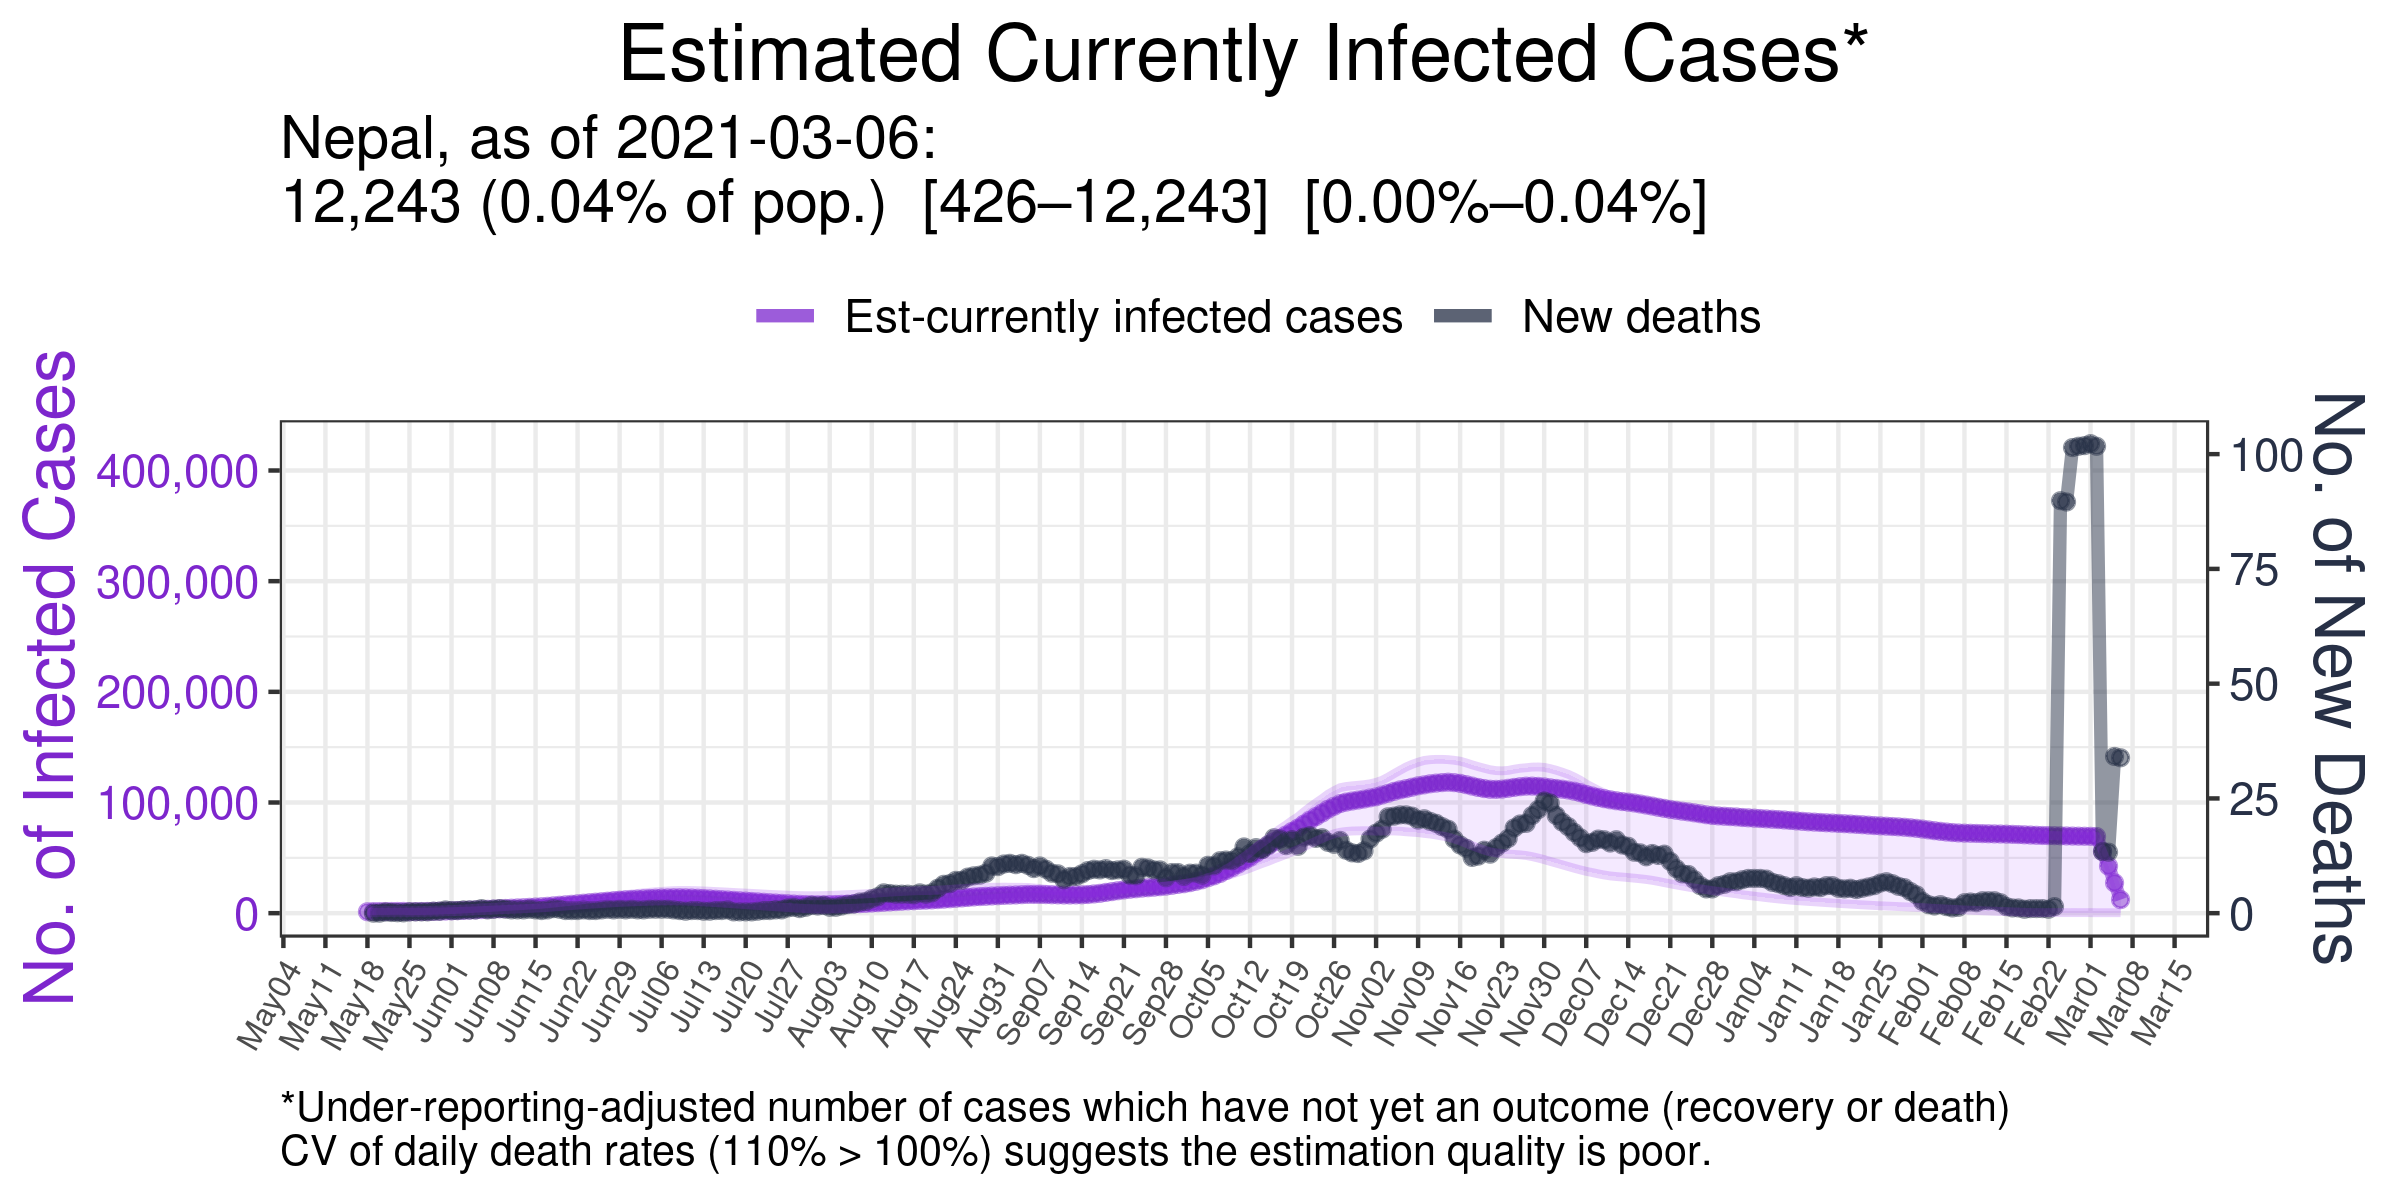 Estimated Currently Infected Cases*
Nepal, as of 2021-03-06:
12,243 (0.04% of pop.) [426–12,243] [0.00%–0.04%]
Est-currently infected cases New deaths
No. of Infected Cases
400,000
300,000
200,000
100,000
0
100
75
50
25
0
No. of New Deaths
May04 May11 May18 May25 Jun01 Jun08 Jun15 Jun22 Jun29 Jul06 Jul13 Jul20 Jul27 Aug03 Aug10 Aug17 Aug24 Aug31 Sep07 Sep14 Sep21 Sep28 Oct05 Oct12 Oct19 Oct26 Nov02 Nov09 Nov16 Nov23 Nov30 Dec07 Dec14 Dec21 Dec28 Jan04 Jan11 Jan18 Jan25 Feb01 Feb08 Feb15 Feb22 Mar01 Mar08 Mar15
*Under-reporting-adjusted number of cases which have not yet an outcome (recovery or death)
CV of daily death rates (110% > 100%) suggests the estimation quality is poor.